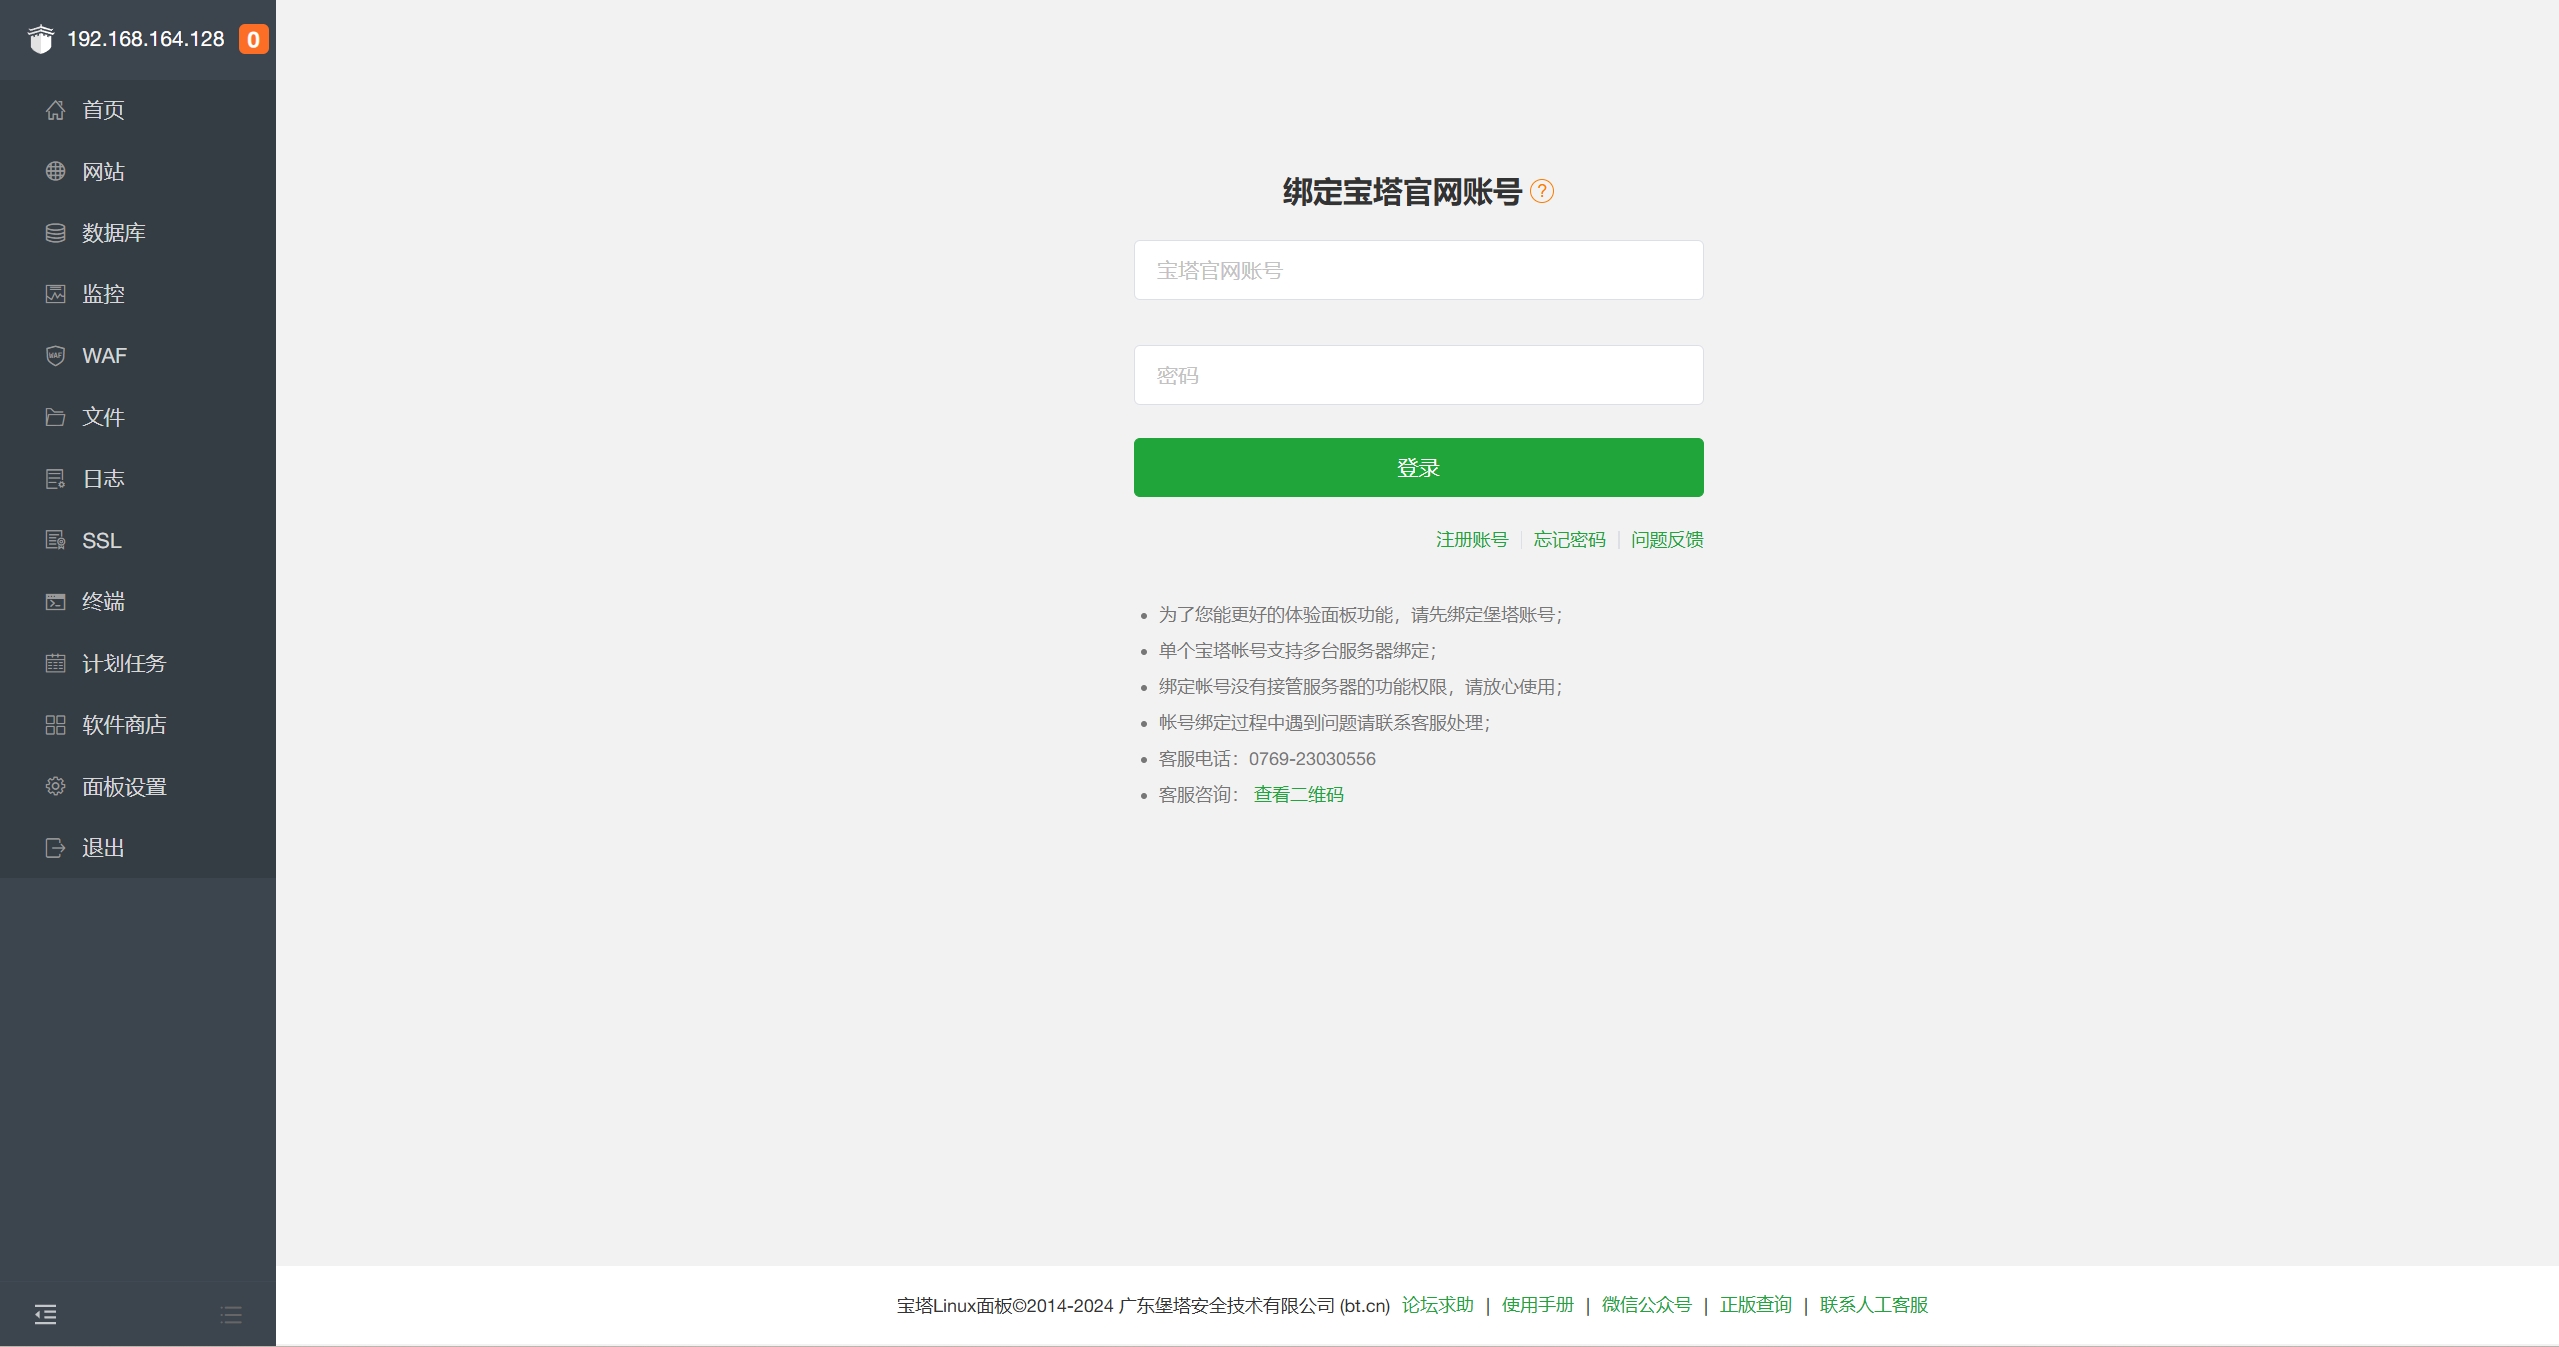 192.168.164.128 0
首页
网站
数据库
监控
WAF
文件
日志
SSL
终端
计划任务
软件商店
面板设置
退出
绑定宝塔官网账号 ?
宝塔官网账号
密码
登录
注册账号 | 忘记密码 | 问题反馈
为了您能更好的体验面板功能，请先绑定堡塔账号；
单个宝塔帐号支持多台服务器绑定；
绑定帐号没有接管服务器的功能权限，请放心使用；
帐号绑定过程中遇到问题请联系客服处理；
客服电话：0769-23030556
客服咨询： 查看二维码
宝塔Linux面板©2014-2024 广东堡塔安全技术有限公司 (bt.cn) 论坛求助 | 使用手册 | 微信公众号 | 正版查询 | 联系人工客服